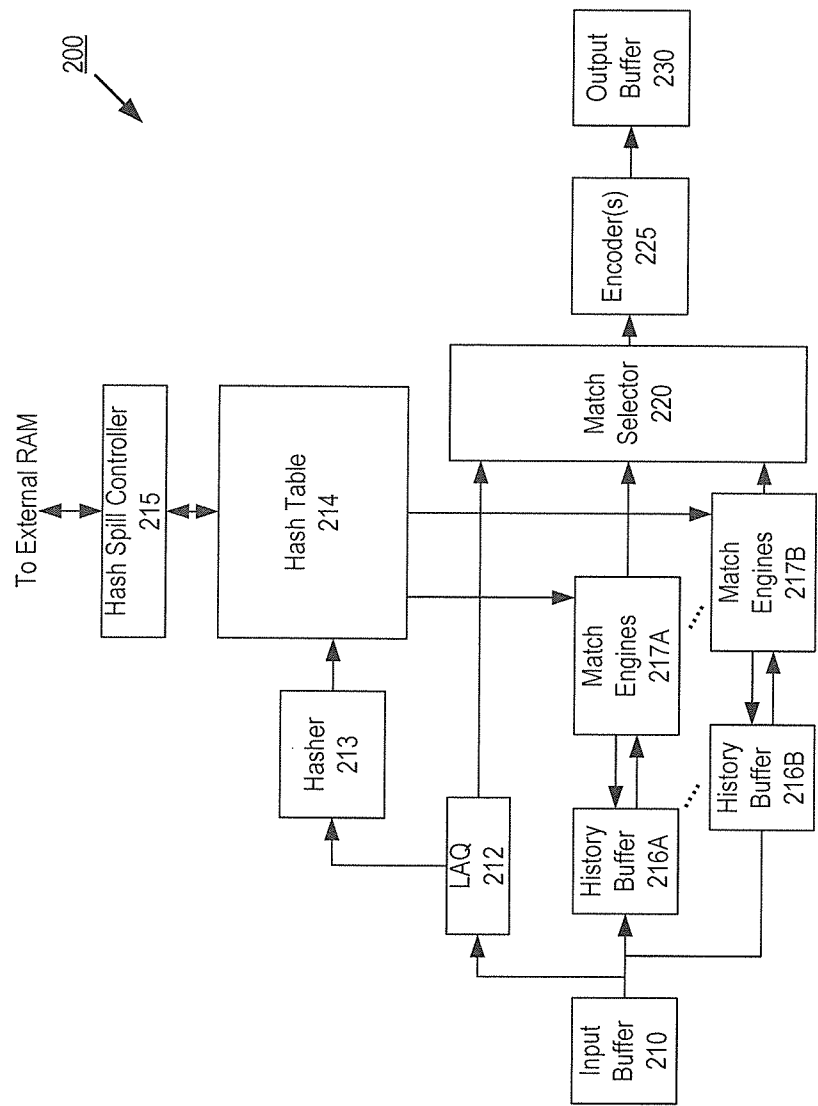 200
To External RAM
Hash Spill Controller
215
Hash Table
214
Hasher
213
LAQ
212
Input
Buffer
210
History
Buffer
216A
History
Buffer
216B
Match
Engines
217A
Match
Engines
217B
Match
Selector
220
Encoder(s)
225
Output
Buffer
230